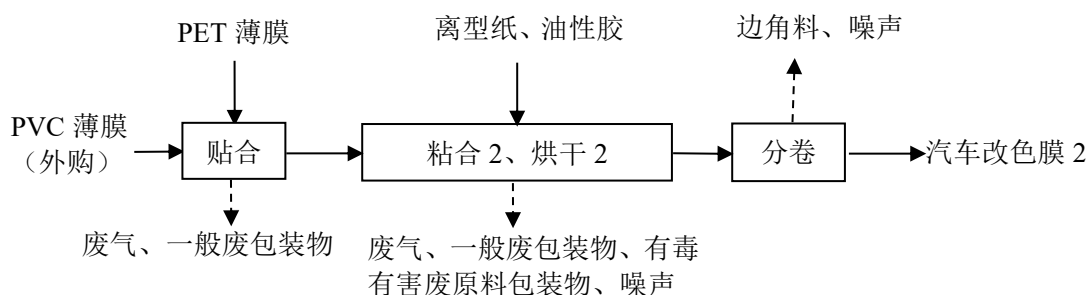 PET 薄膜
离型纸、油性胶
边角料、噪声
PVC 薄膜
（外购）
贴合
粘合 2、烘干 2
分卷
汽车改色膜 2
废气、一般废包装物
废气、一般废包装物、有毒
有害废原料包装物、噪声